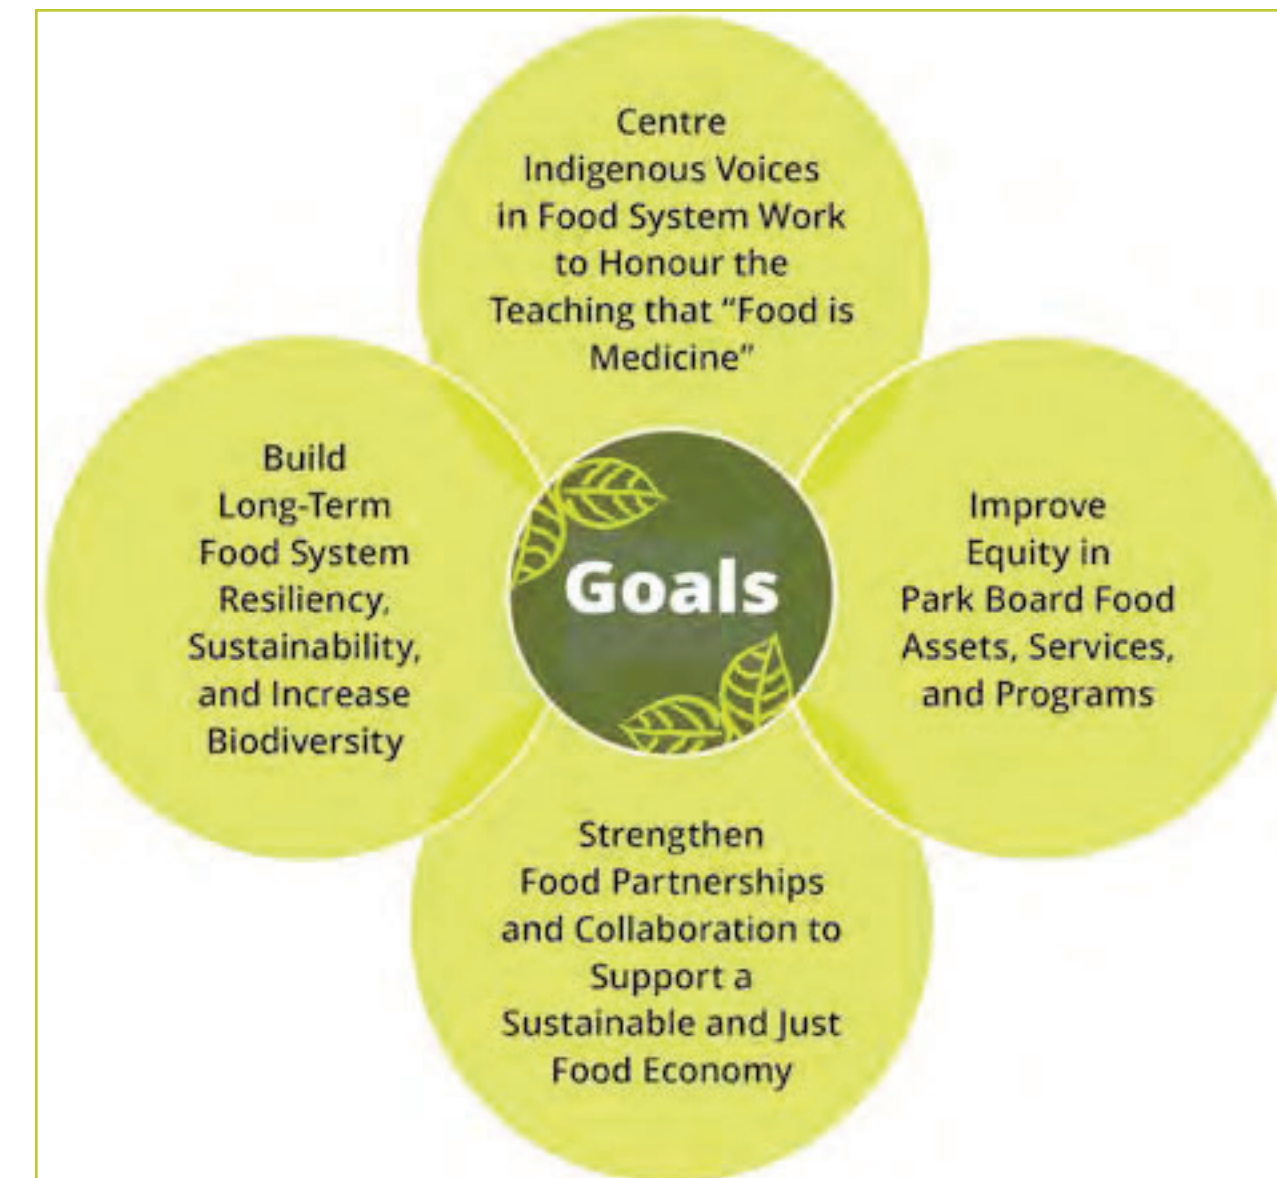 Centre
Indigenous Voices
in Food System Work
to Honour the
Teaching that “Food is
Medicine”
Build
Long-Term
Food System
Resiliency,
Sustainability,
and Increase
Biodiversity
Goals
Improve
Equity in
Park Board Food
Assets, Services,
and Programs
Strengthen
Food Partnerships
and Collaboration to
Support a
Sustainable and Just
Food Economy